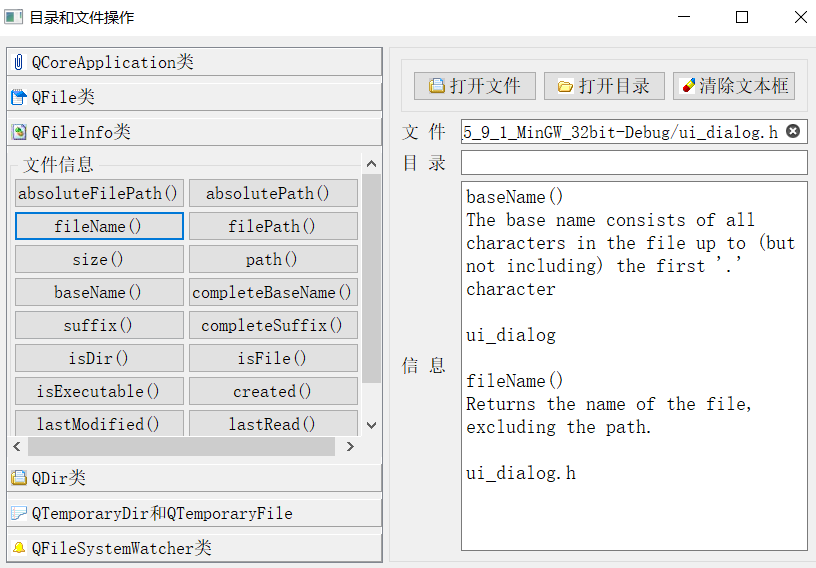 目录和文件操作
QCoreApplication类
QFile类
QFileInfo类
文件信息
absoluteFilePath()
absolutePath()
fileName()
filePath()
size()
path()
baseName()
completeBaseName()
suffix()
completeSuffix()
isDir()
isFile()
isExecutable()
created()
lastModified()
lastRead()
QDir类
QTemporaryDir和QTemporaryFile
QFileSystemWatcher类
打开文件
打开目录
清除文本框
文 件
5_9_1_MinGW_32bit-Debug/ui_dialog.h
目 录
信 息
baseName()
The base name consists of all
characters in the file up to (but
not including) the first '.'
character
ui_dialog
fileName()
Returns the name of the file,
excluding the path.
ui_dialog.h